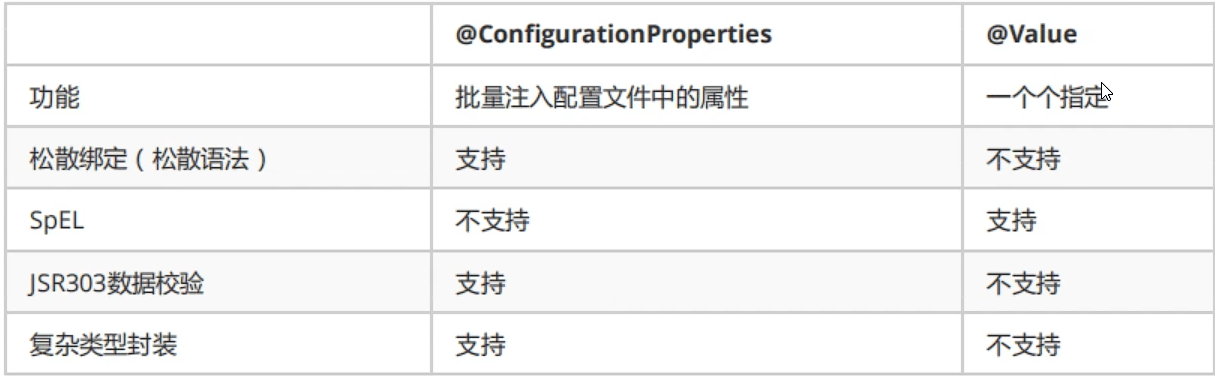 @ConfigurationProperties @Value
功能 批量注入配置文件中的属性 一个个指定
松散绑定（松散语法） 支持 不支持
SpEL 不支持 支持
JSR303数据校验 支持 不支持
复杂类型封装 支持 不支持